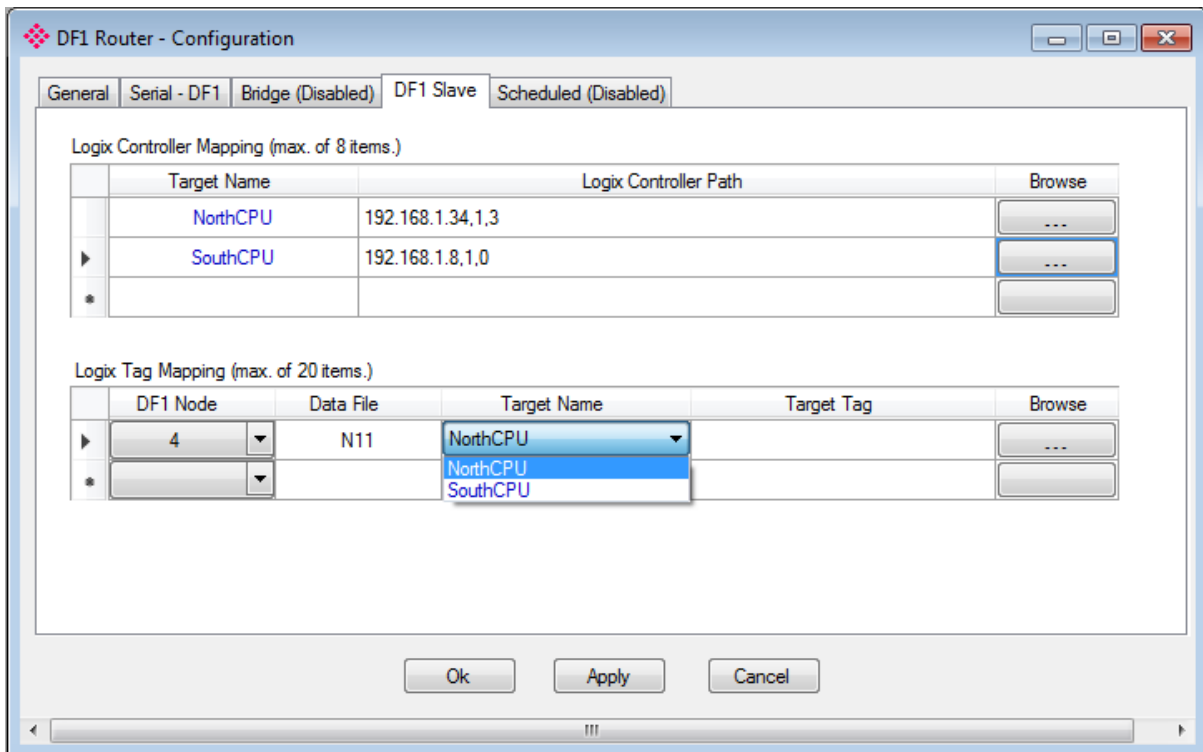 DF1 Router - Configuration
General Serial - DF1 Bridge (Disabled) DF1 Slave Scheduled (Disabled)
Logix Controller Mapping (max. of 8 items.)
Target Name Logix Controller Path Browse
NorthCPU 192.168.1.34,1,3 ...
SouthCPU 192.168.1.8,1,0 ...
Logix Tag Mapping (max. of 20 items.)
DF1 Node Data File Target Name Target Tag Browse
4 N11 NorthCPU ...
NorthCPU
SouthCPU
Ok Apply Cancel